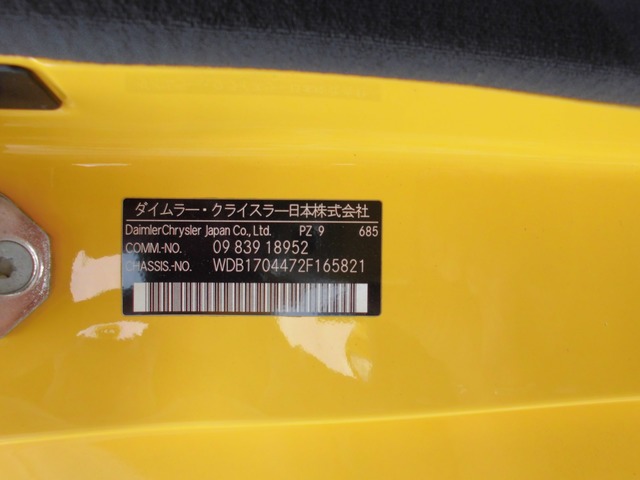 ダイムラー・クライスラー日本株式会社
DaimlerChrysler Japan Co., Ltd. PZ 9 685
COMM.-NO. 09 839 18952
CHASSIS.-NO. WDB1704472F165821